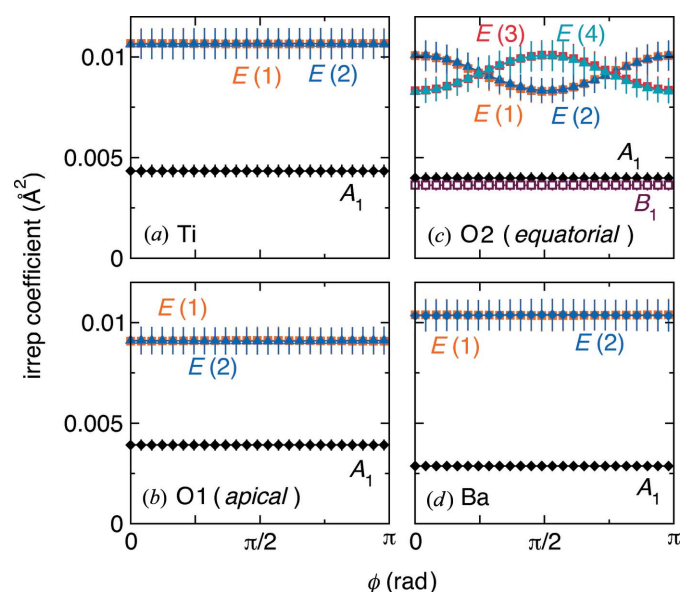 irrep coefficient (Å²)
0.01
0.005
0
E (1)
E (2)
A₁
(a) Ti
E (3)
E (4)
E (1)
E (2)
A₁
B₁
(c) O2 (equatorial)
0.01
0.005
0
E (1)
E (2)
A₁
(b) O1 (apical)
E (1)
E (2)
A₁
(d) Ba
0
π/2
π
0
π/2
π
ϕ (rad)